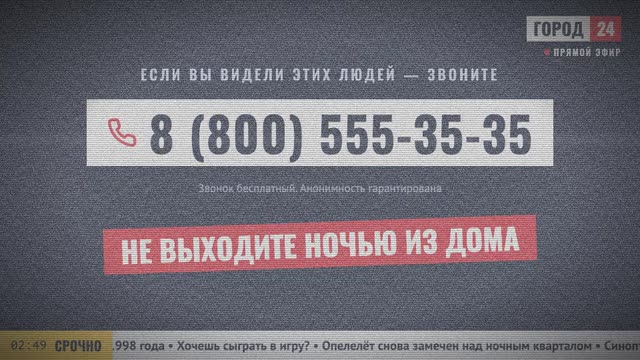 ГОРОД 24
ПРЯМОЙ ЭФИР
ЕСЛИ ВЫ ВИДЕЛИ ЭТИХ ЛЮДЕЙ — ЗВОНИТЕ
8 (800) 555-35-35
Звонок бесплатный. Анонимность гарантирована
НЕ ВЫХОДИТЕ НОЧЬЮ ИЗ ДОМА
02:49 СРОЧНО .998 года • Хочешь сыграть в игру? • Опелелёт снова замечен над ночным кварталом • Синоп